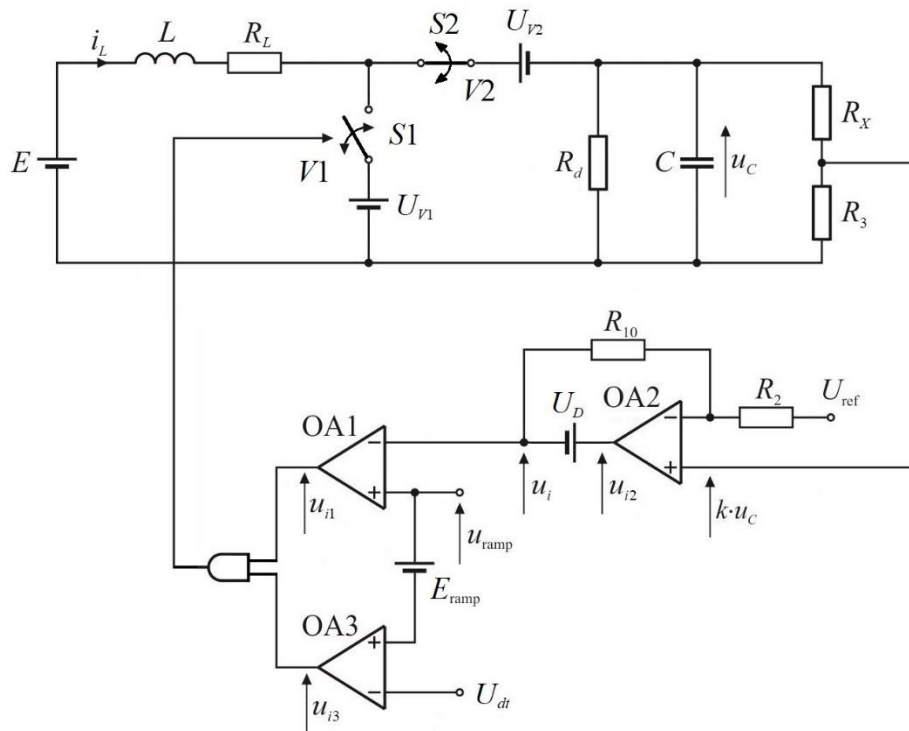 i_L L R_L S2 U_V2
V2
E V1 S1 R_d C u_C R_X
U_V1 R_3
R_10
OA2 R_2 U_ref
OA1 U_D
- -
+ +
u_i1 u_i u_i2 k·u_C
u_ramp
E_ramp
OA3
+
-
u_i3 U_dt